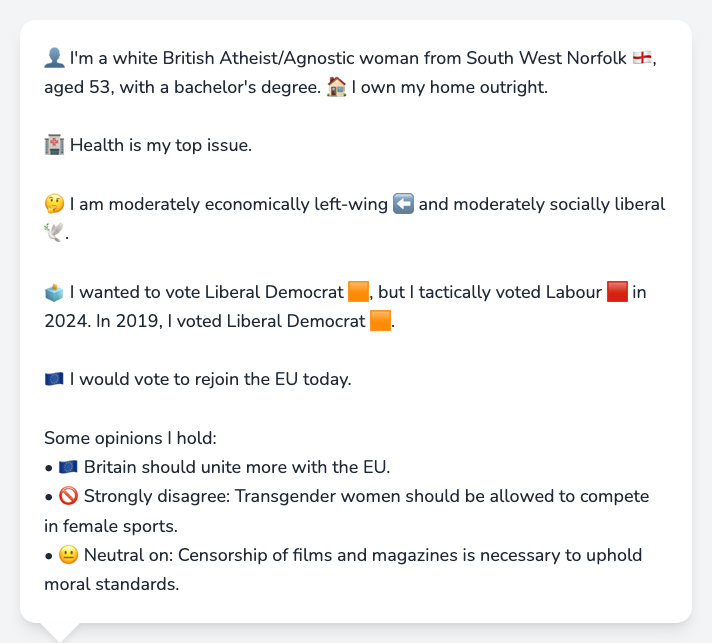 👤 I'm a white British Atheist/Agnostic woman from South West Norfolk 🏴󠁧󠁢󠁥󠁮󠁧󠁿,
aged 53, with a bachelor's degree. 🏠 I own my home outright.
🏥 Health is my top issue.
🤔 I am moderately economically left-wing ⬅️ and moderately socially liberal
🕊️.
🗳️ I wanted to vote Liberal Democrat 🟧, but I tactically voted Labour 🟥 in
2024. In 2019, I voted Liberal Democrat 🟧.
🇪🇺 I would vote to rejoin the EU today.
Some opinions I hold:
• 🇪🇺 Britain should unite more with the EU.
• 🚫 Strongly disagree: Transgender women should be allowed to compete
in female sports.
• 😐 Neutral on: Censorship of films and magazines is necessary to uphold
moral standards.